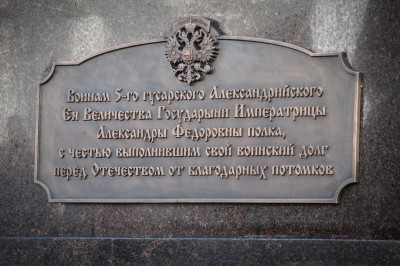 Воинам 5-го гусарского Александрийского
Ея Величества Государыни Императрицы
Александры Федоровны полка,
с честью выполнившим свой воинский долг
перед Отечеством от благодарных потомков